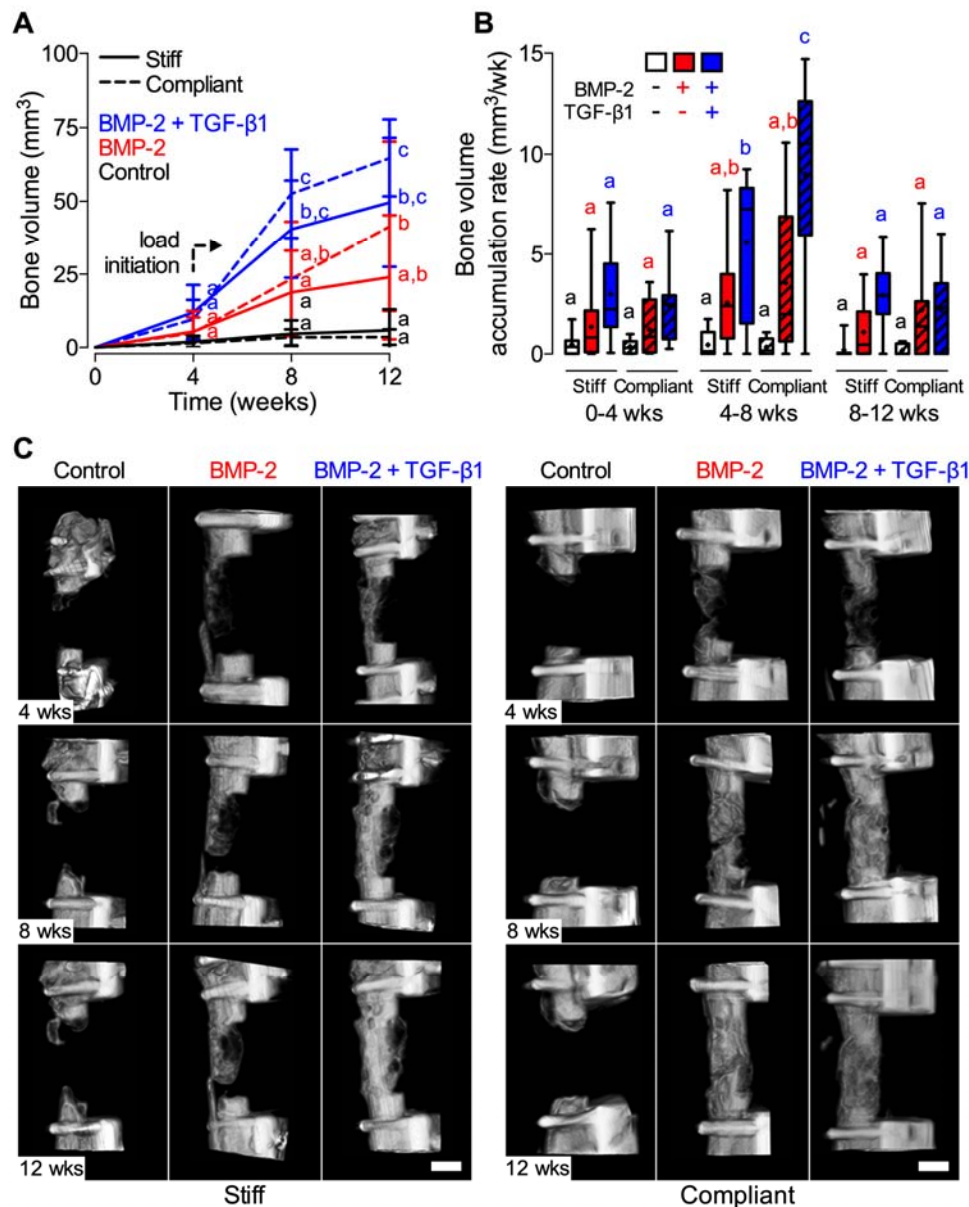 A
Bone volume (mm³)
100
75
50
25
0
Stiff
Compliant
BMP-2 + TGF-β1
BMP-2
Control
load
initiation
a
a
a
a
a
a
c
b,c
a,b
a
a
a
c
b,c
b
a,b
a
a
0 4 8 12
Time (weeks)
B
Bone volume
accumulation rate (mm³/wk)
15
10
5
0
BMP-2 - + +
TGF-β1 - - +
a a a a a a a a,b b a a,b c a a a a a a
Stiff Compliant Stiff Compliant Stiff Compliant
0-4 wks 4-8 wks 8-12 wks
C
Control BMP-2 BMP-2 + TGF-β1 Control BMP-2 BMP-2 + TGF-β1
4 wks 4 wks
8 wks 8 wks
12 wks 12 wks
Stiff Compliant